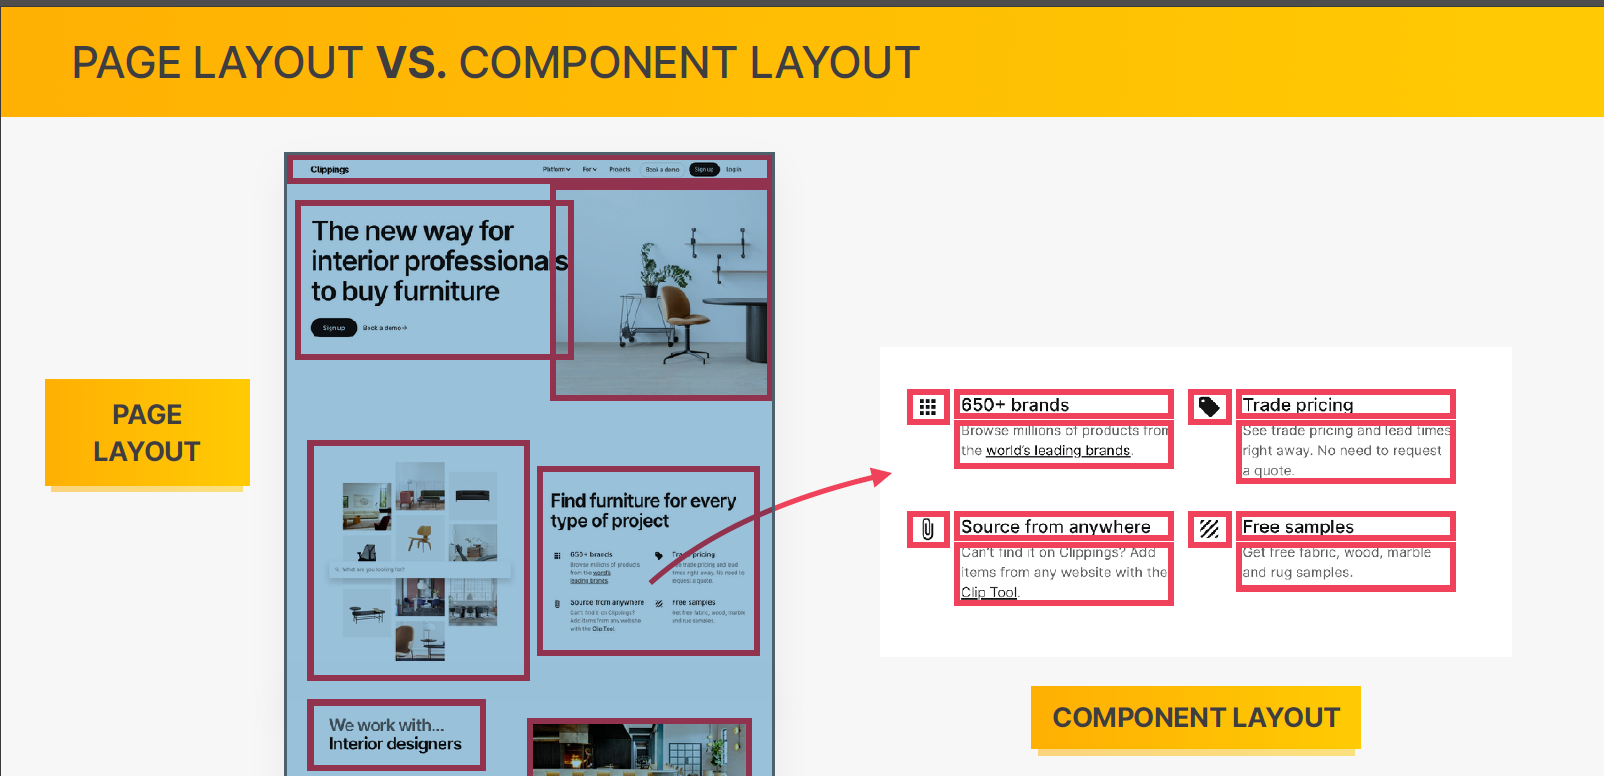 PAGE LAYOUT VS. COMPONENT LAYOUT
PAGE
LAYOUT
Clippings
Platform
For
Projects
Book a demo
Sign up
Log in
The new way for
interior professionals
to buy furniture
Sign up
Book a demo
What are you looking for?
Find furniture for every
type of project
650+ brands
Browse millions of products
from the world's
leading brands.
Trade pricing
See trade pricing and lead
times right away. No need to
request a quote.
Source from anywhere
Can't find it on Clippings?
Add items from any website
with the Clip Tool.
Free samples
Get free fabric, wood, marble
and rug samples.
We work with...
Interior designers
650+ brands
Browse millions of products from
the world's leading brands.
Trade pricing
See trade pricing and lead times
right away. No need to request
a quote.
Source from anywhere
Can't find it on Clippings? Add
items from any website with the
Clip Tool.
Free samples
Get free fabric, wood, marble
and rug samples.
COMPONENT LAYOUT